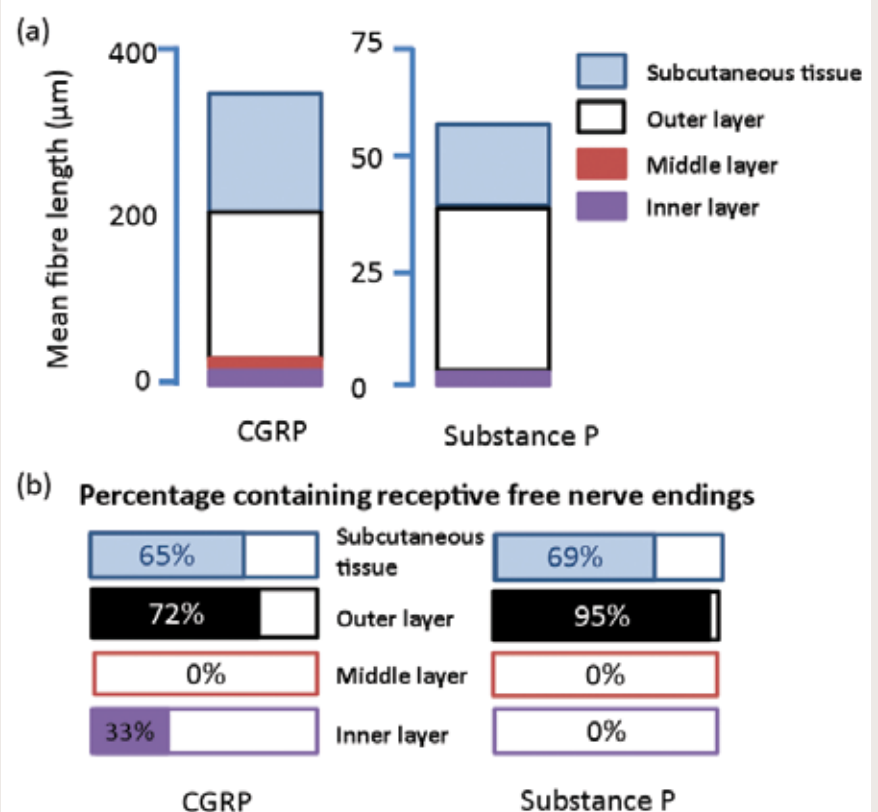 (a)
Mean fibre length (µm)
400
200
0
CGRP
75
50
25
0
Substance P
Subcutaneous tissue
Outer layer
Middle layer
Inner layer
(b)
Percentage containing receptive free nerve endings
65%
Subcutaneous
tissue
69%
72%
Outer layer
95%
0%
Middle layer
0%
33%
Inner layer
0%
CGRP
Substance P